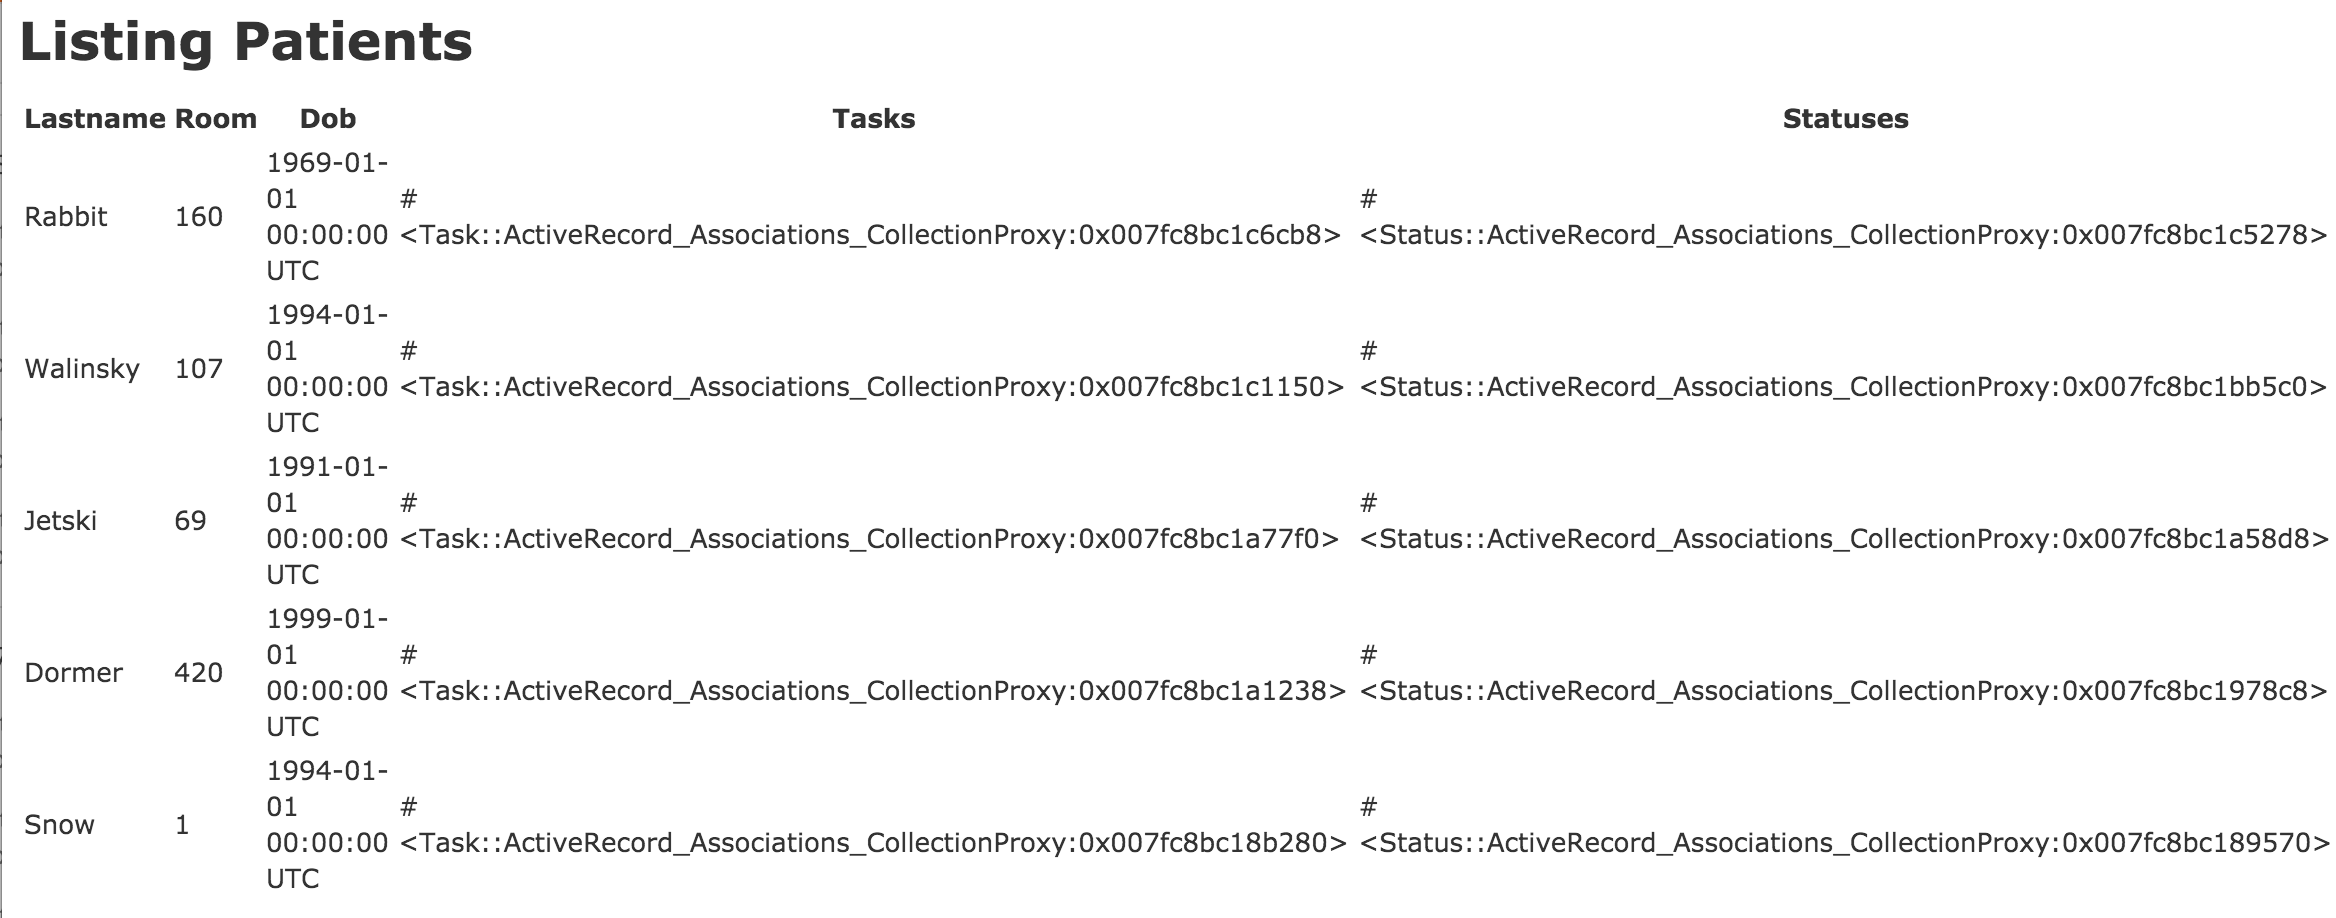 Listing Patients
Lastname Room Dob Tasks Statuses
1969-01-
01 # #
Rabbit 160
00:00:00 <Task::ActiveRecord_Associations_CollectionProxy:0x007fc8bc1c6cb8> <Status::ActiveRecord_Associations_CollectionProxy:0x007fc8bc1c5278>
UTC
1994-01-
01 # #
Walinsky 107
00:00:00 <Task::ActiveRecord_Associations_CollectionProxy:0x007fc8bc1c1150> <Status::ActiveRecord_Associations_CollectionProxy:0x007fc8bc1bb5c0>
UTC
1991-01-
01 # #
Jetski 69
00:00:00 <Task::ActiveRecord_Associations_CollectionProxy:0x007fc8bc1a77f0> <Status::ActiveRecord_Associations_CollectionProxy:0x007fc8bc1a58d8>
UTC
1999-01-
01 # #
Dormer 420
00:00:00 <Task::ActiveRecord_Associations_CollectionProxy:0x007fc8bc1a1238> <Status::ActiveRecord_Associations_CollectionProxy:0x007fc8bc1978c8>
UTC
1994-01-
01 # #
Snow 1
00:00:00 <Task::ActiveRecord_Associations_CollectionProxy:0x007fc8bc18b280> <Status::ActiveRecord_Associations_CollectionProxy:0x007fc8bc189570>
UTC